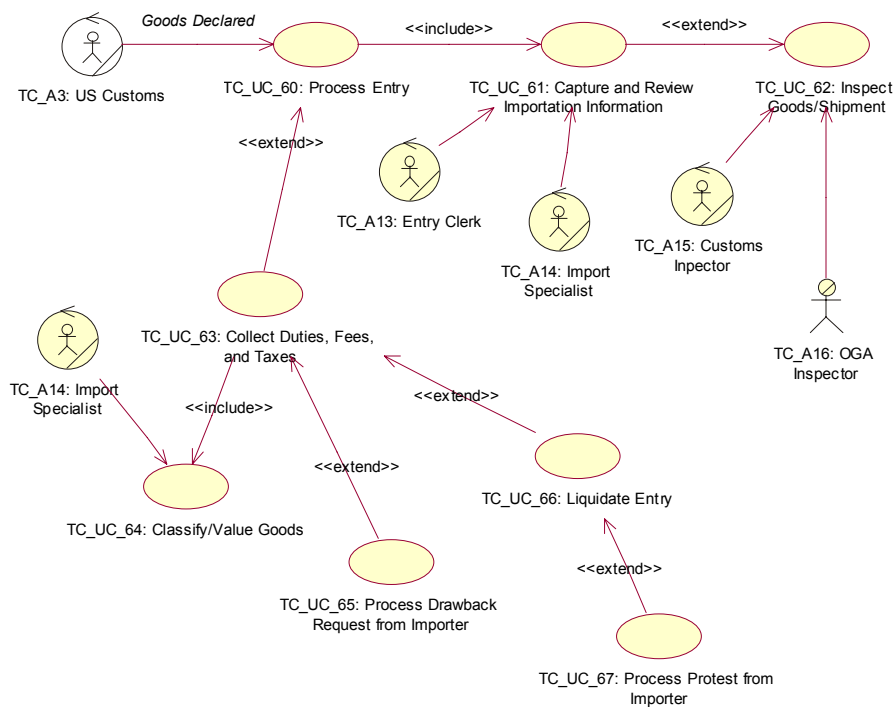 Goods Declared
<<include>>
<<extend>>
TC_A3: US Customs
TC_UC_60: Process Entry
TC_UC_61: Capture and Review
Importation Information
TC_UC_62: Inspect
Goods/Shipment
<<extend>>
TC_A13: Entry Clerk
TC_A14: Import
Specialist
TC_A15: Customs
Inpector
TC_A16: OGA
Inspector
TC_UC_63: Collect Duties, Fees,
and Taxes
TC_A14: Import
Specialist
<<include>>
<<extend>>
<<extend>>
TC_UC_64: Classify/Value Goods
TC_UC_66: Liquidate Entry
<<extend>>
TC_UC_65: Process Drawback
Request from Importer
TC_UC_67: Process Protest from
Importer